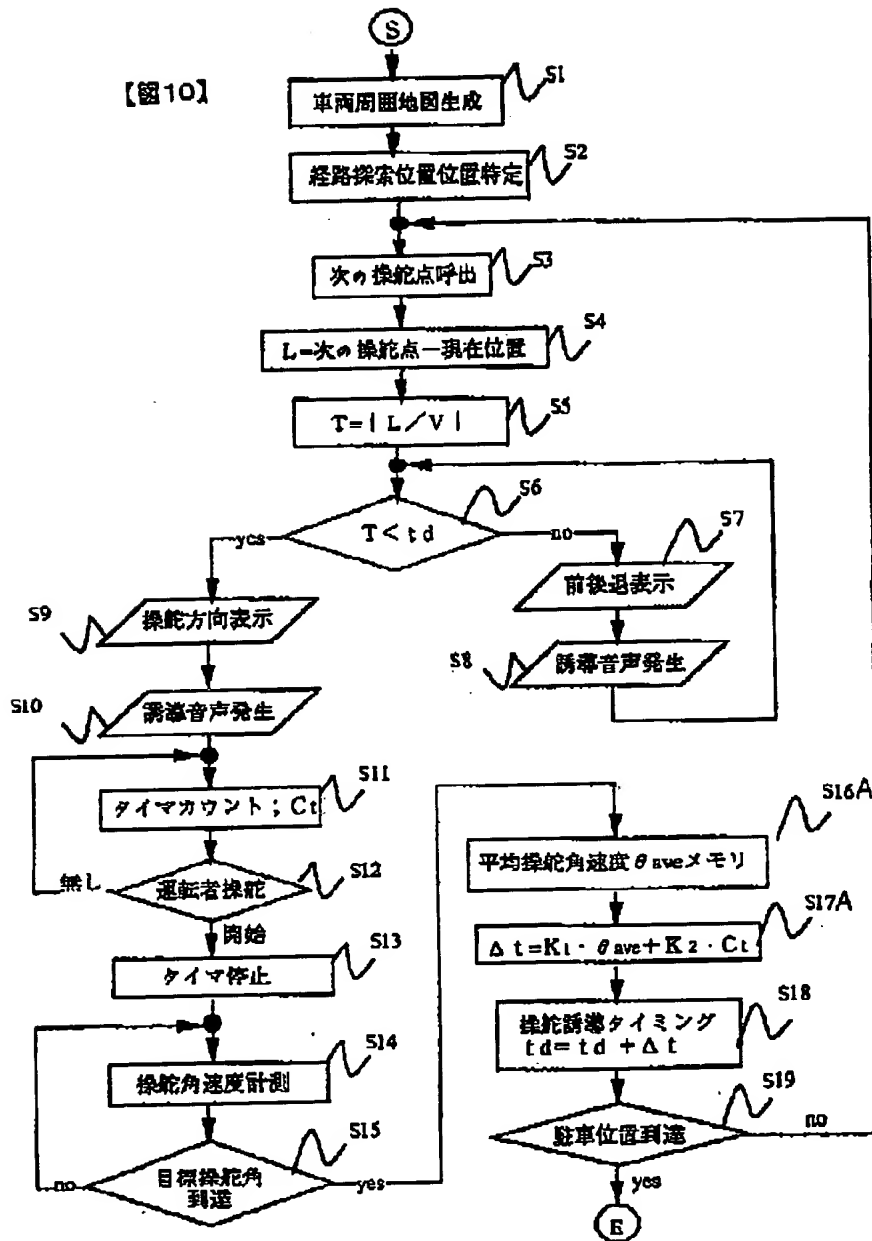 S
【図10】
車両周囲地図生成
S1
経路探索位置位置特定
S2
次の操舵点呼出
S3
L=次の操舵点−現在位置
S4
T=|L/V|
S5
T<td
S6
yes
no
前後退表示
S7
誘導音声発生
S8
操舵方向表示
S9
誘導音声発生
S10
タイマカウント;Ct
S11
運転者操舵
S12
無し
開始
タイマ停止
S13
操舵角速度計測
S14
目標操舵角
到達
S15
no
yes
平均操舵角速度θaveメモリ
S16A
Δt=K1・θave+K2・Ct
S17A
操舵誘導タイミング
td=td+Δt
S18
駐車位置到達
S19
no
yes
E